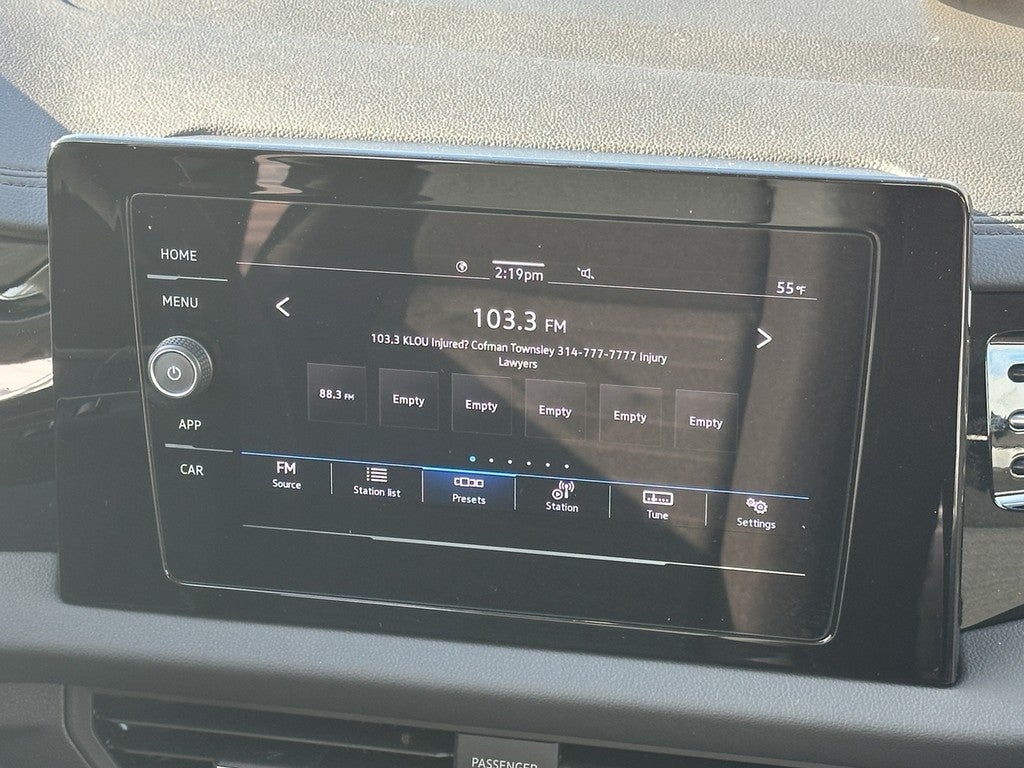 HOME
MENU
APP
CAR
2:19pm
55°F
103.3 FM
103.3 KLOU Injured? Cofman Townsley 314-777-7777 Injury
Lawyers
88.3 FM Empty Empty Empty Empty Empty
FM
Source Station list Presets Station Tune Settings
PASSENGER